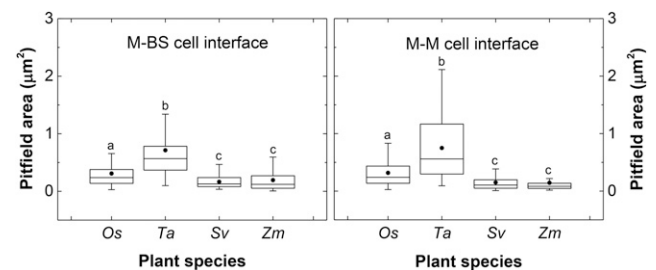 M-BS cell interface
Pitfield area (μm²)
3
2
1
0
a
b
c
c
Os
Ta
Sv
Zm
Plant species
M-M cell interface
a
b
c
c
Os
Ta
Sv
Zm
Plant species
3
2
1
0
Pitfield area (μm²)